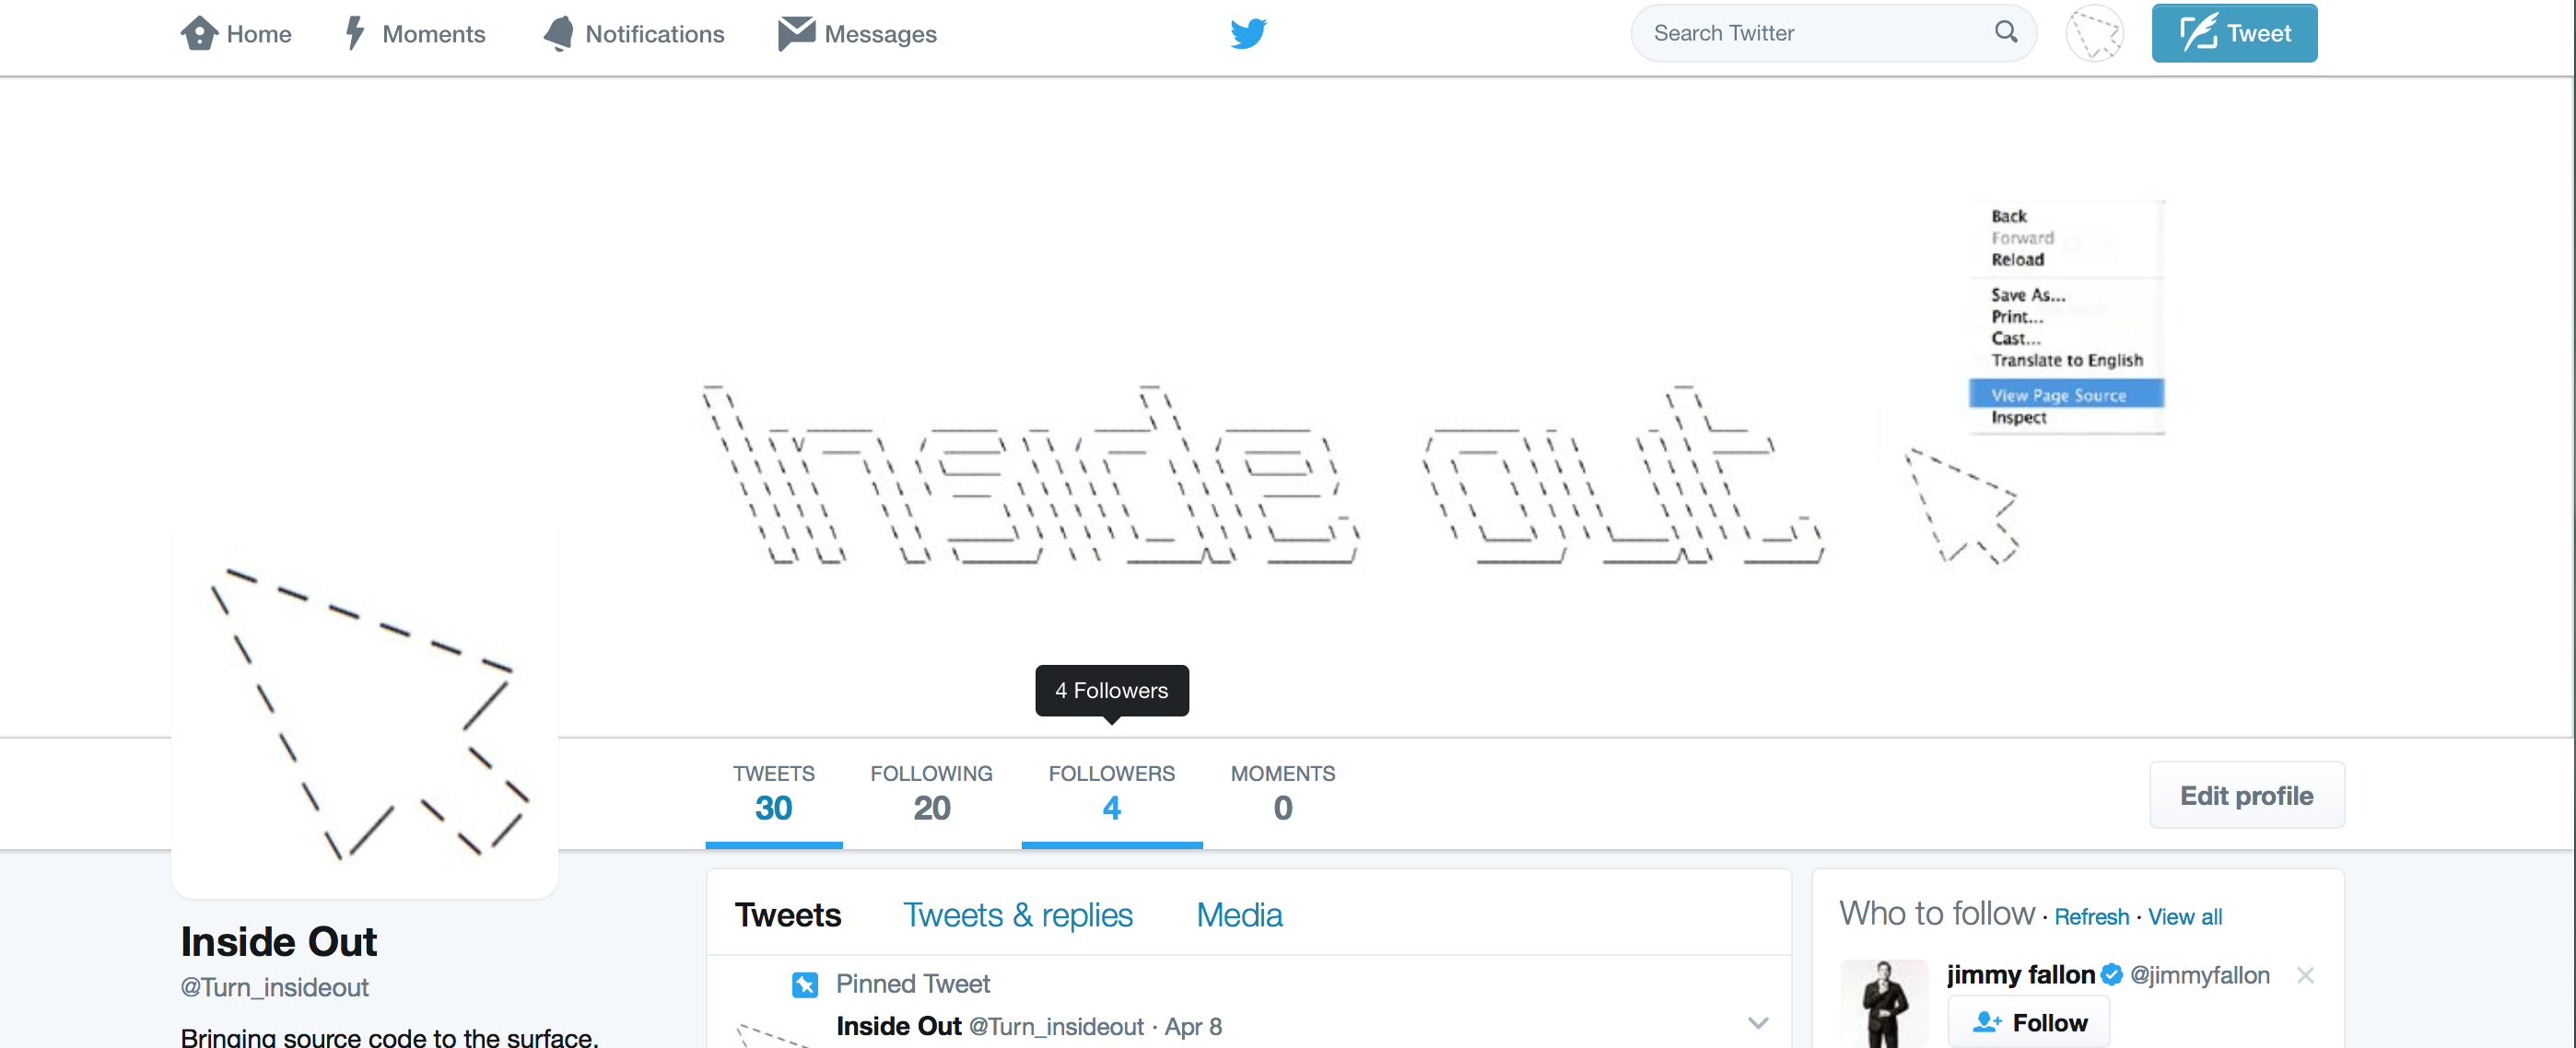 Home Moments Notifications Messages Search Twitter Tweet
Back
Forward
Reload
Save As...
Print...
Cast...
Translate to English
View Page Source
Inspect
Inside out
4 Followers
TWEETS FOLLOWING FOLLOWERS MOMENTS
30 20 4 0
Edit profile
Inside Out
@Turn_insideout
Bringing source code to the surface.
Tweets Tweets & replies Media
Pinned Tweet
Inside Out @Turn_insideout · Apr 8
Who to follow · Refresh · View all
jimmy fallon @jimmyfallon
Follow